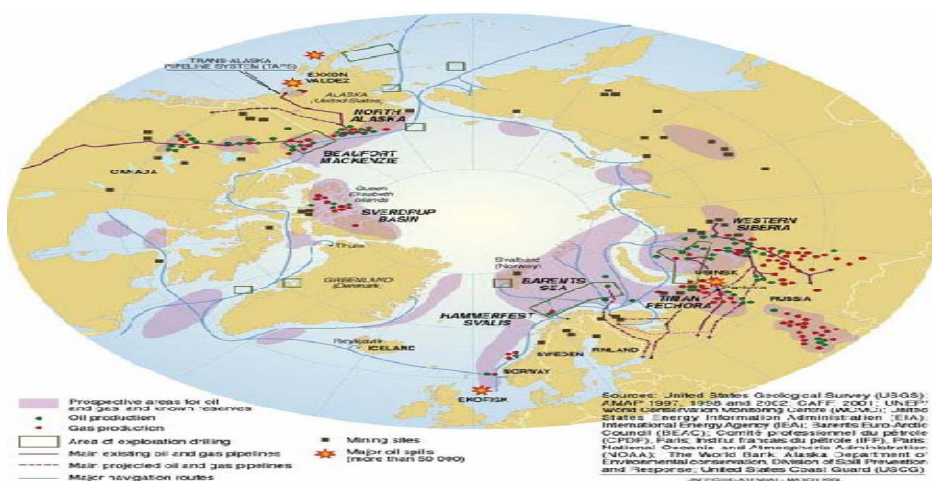 TRANS-ALASKA
PIPELINE SYSTEM (TAPS)
EXXON
VALDEZ
ALASKA
(United States)
NORTH
ALASKA
BEAUFORT
MACKENZIE
CANADA
Queen
Elizabeth
Islands
SVERDRUP
BASIN
Thule
GREENLAND
(Denmark)
Svalbard
(Norway)
BARENTS
SEA
WESTERN
SIBERIA
USINSK
TIMAN
PECHORA
RUSSIA
HAMMERFEST
SVALIS
Reykjavik
ICELAND
SWEDEN
FINLAND
NORWAY
EKOFISK
Prospective areas for oil
and gas and known reserves
Oil production
Gas production
Area of exploration drilling
Main existing oil and gas pipelines
Main projected oil and gas pipelines
Major navigation routes
Mining sites
Major oil spills
(more than 50 000)
Sources: United States Geological Survey (USGS);
AMAP 1997, 1998 and 2002; CAFF, 2001; UNEP/
World Conservation Monitoring Centre (WCMC); United
States Energy Information Administration (EIA);
International Energy Agency (IEA); Barents Euro-Arctic
Council (BEAC); Comité professionnel du pétrole
(CPDP), Paris; Institut français du pétrole (IFP), Paris;
National Oceanic and Atmospheric Administration
(NOAA); The World Bank; Alaska Department of
Environmental conservation, Division of Spill Prevention
and Response; United States Coast Guard (USCG).